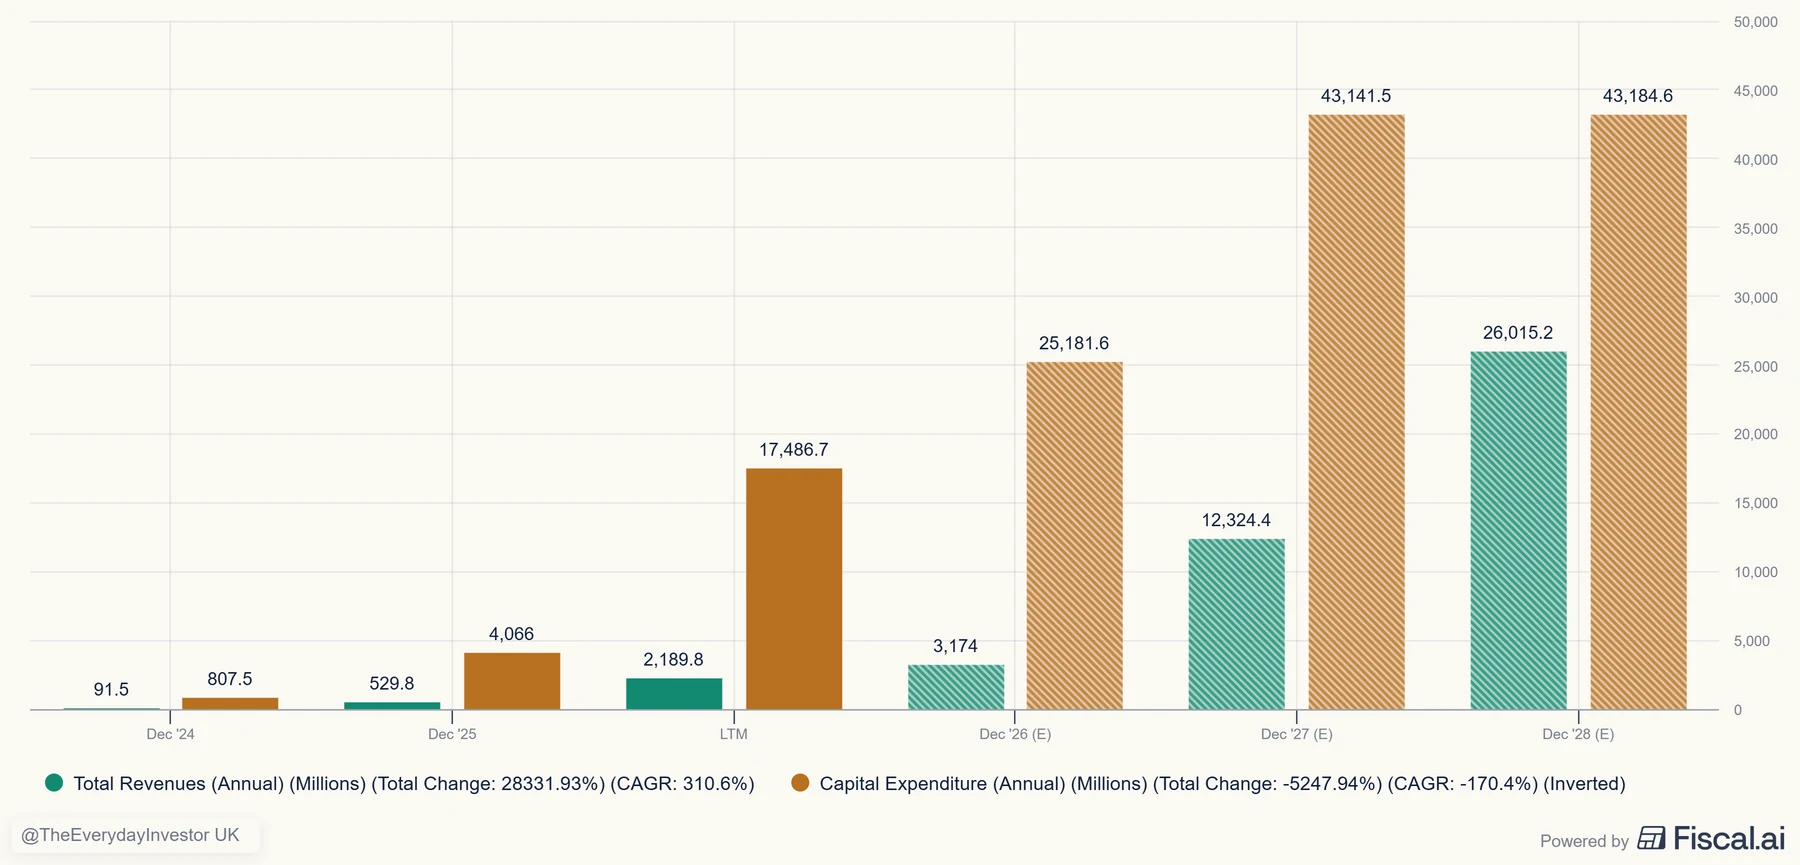 50,000
45,000
40,000
35,000
30,000
25,000
20,000
15,000
10,000
5,000
0
91.5
807.5
529.8
4,066
2,189.8
17,486.7
3,174
25,181.6
12,324.4
43,141.5
26,015.2
43,184.6
Dec '24
Dec '25
LTM
Dec '26 (E)
Dec '27 (E)
Dec '28 (E)
Total Revenues (Annual) (Millions) (Total Change: 28331.93%) (CAGR: 310.6%)
Capital Expenditure (Annual) (Millions) (Total Change: -5247.94%) (CAGR: -170.4%) (Inverted)
@TheEverydayInvestor UK
Powered by Fiscal.ai